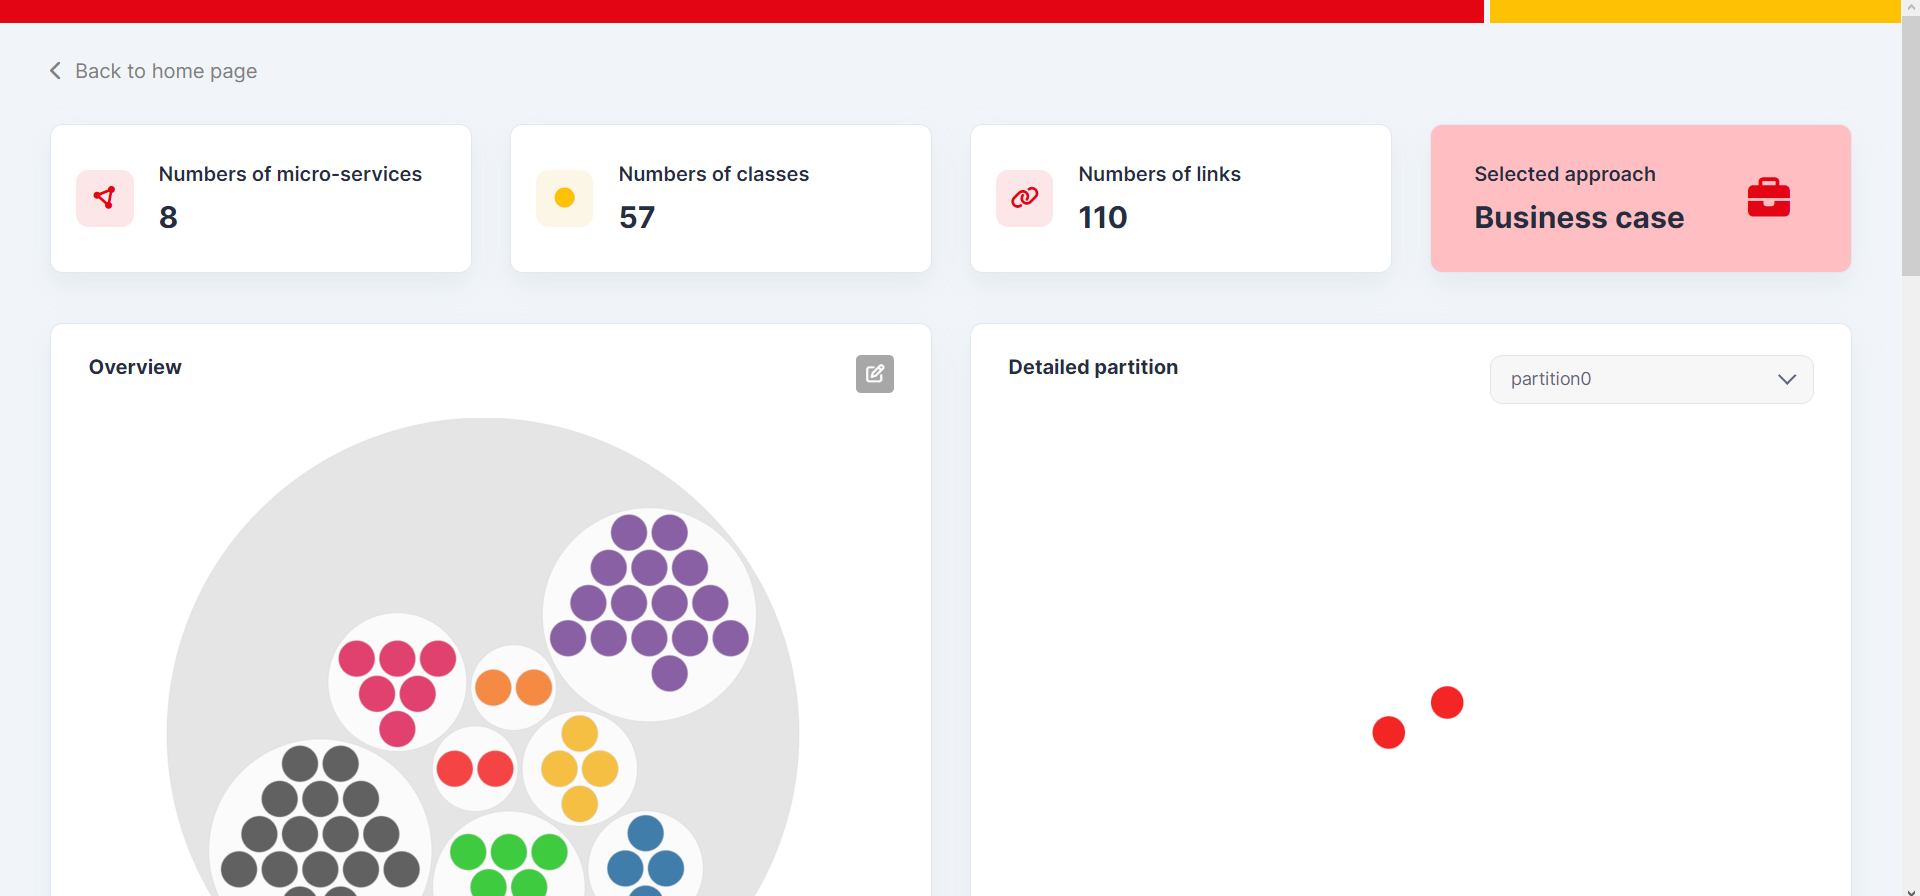 Back to home page
Numbers of micro-services
8
Numbers of classes
57
Numbers of links
110
Selected approach
Business case
Overview
Detailed partition
partition0